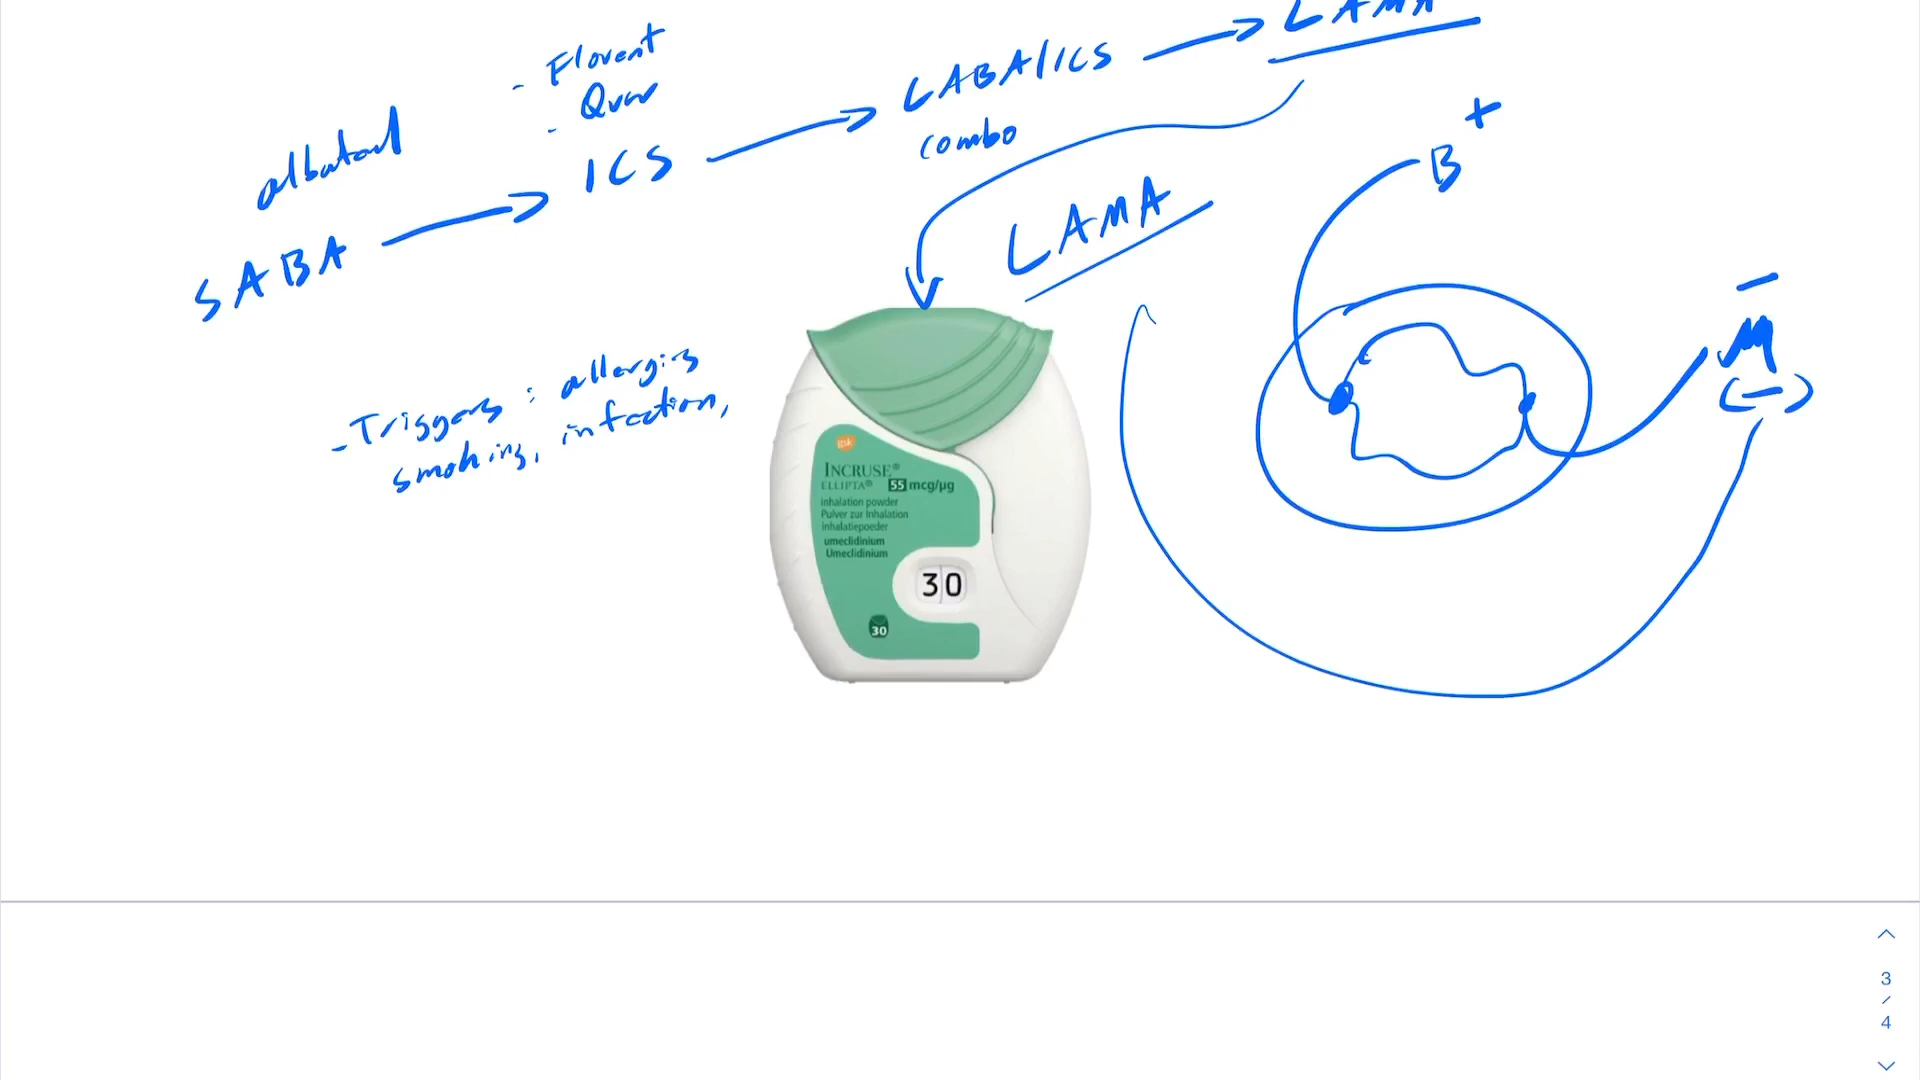 LAMA
- Flovent
- Qvar
albuterol
LABA/ICS
combo
ICS
SABA
LAMA
B +
-
M
(-)
- Triggers: allergies
smoking, infection,
gsk
INCRUSE®
ELLIPTA® 55 mcg/µg
inhalation powder
Pulver zur Inhalation
inhalatiepoeder
umeclidinium
Umeclidinium
30
30
3
/
4